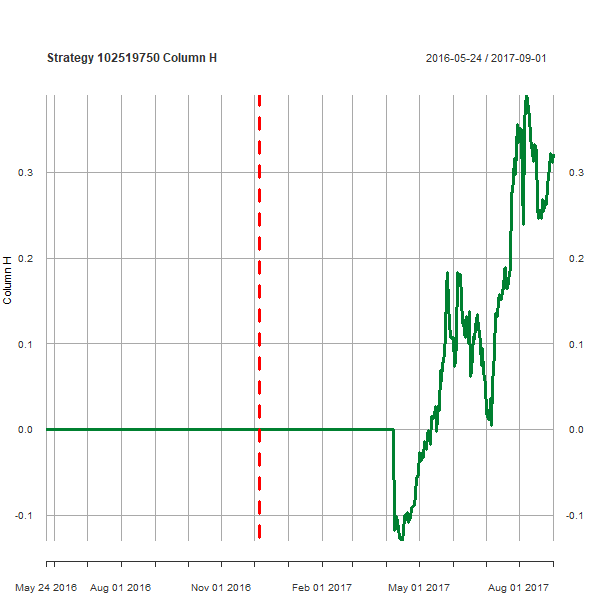 Strategy 102519750 Column H
2016-05-24 / 2017-09-01
0.3
0.3
0.2
0.2
0.1
0.1
0.0
0.0
-0.1
-0.1
Column H
May 24 2016
Aug 01 2016
Nov 01 2016
Feb 01 2017
May 01 2017
Aug 01 2017